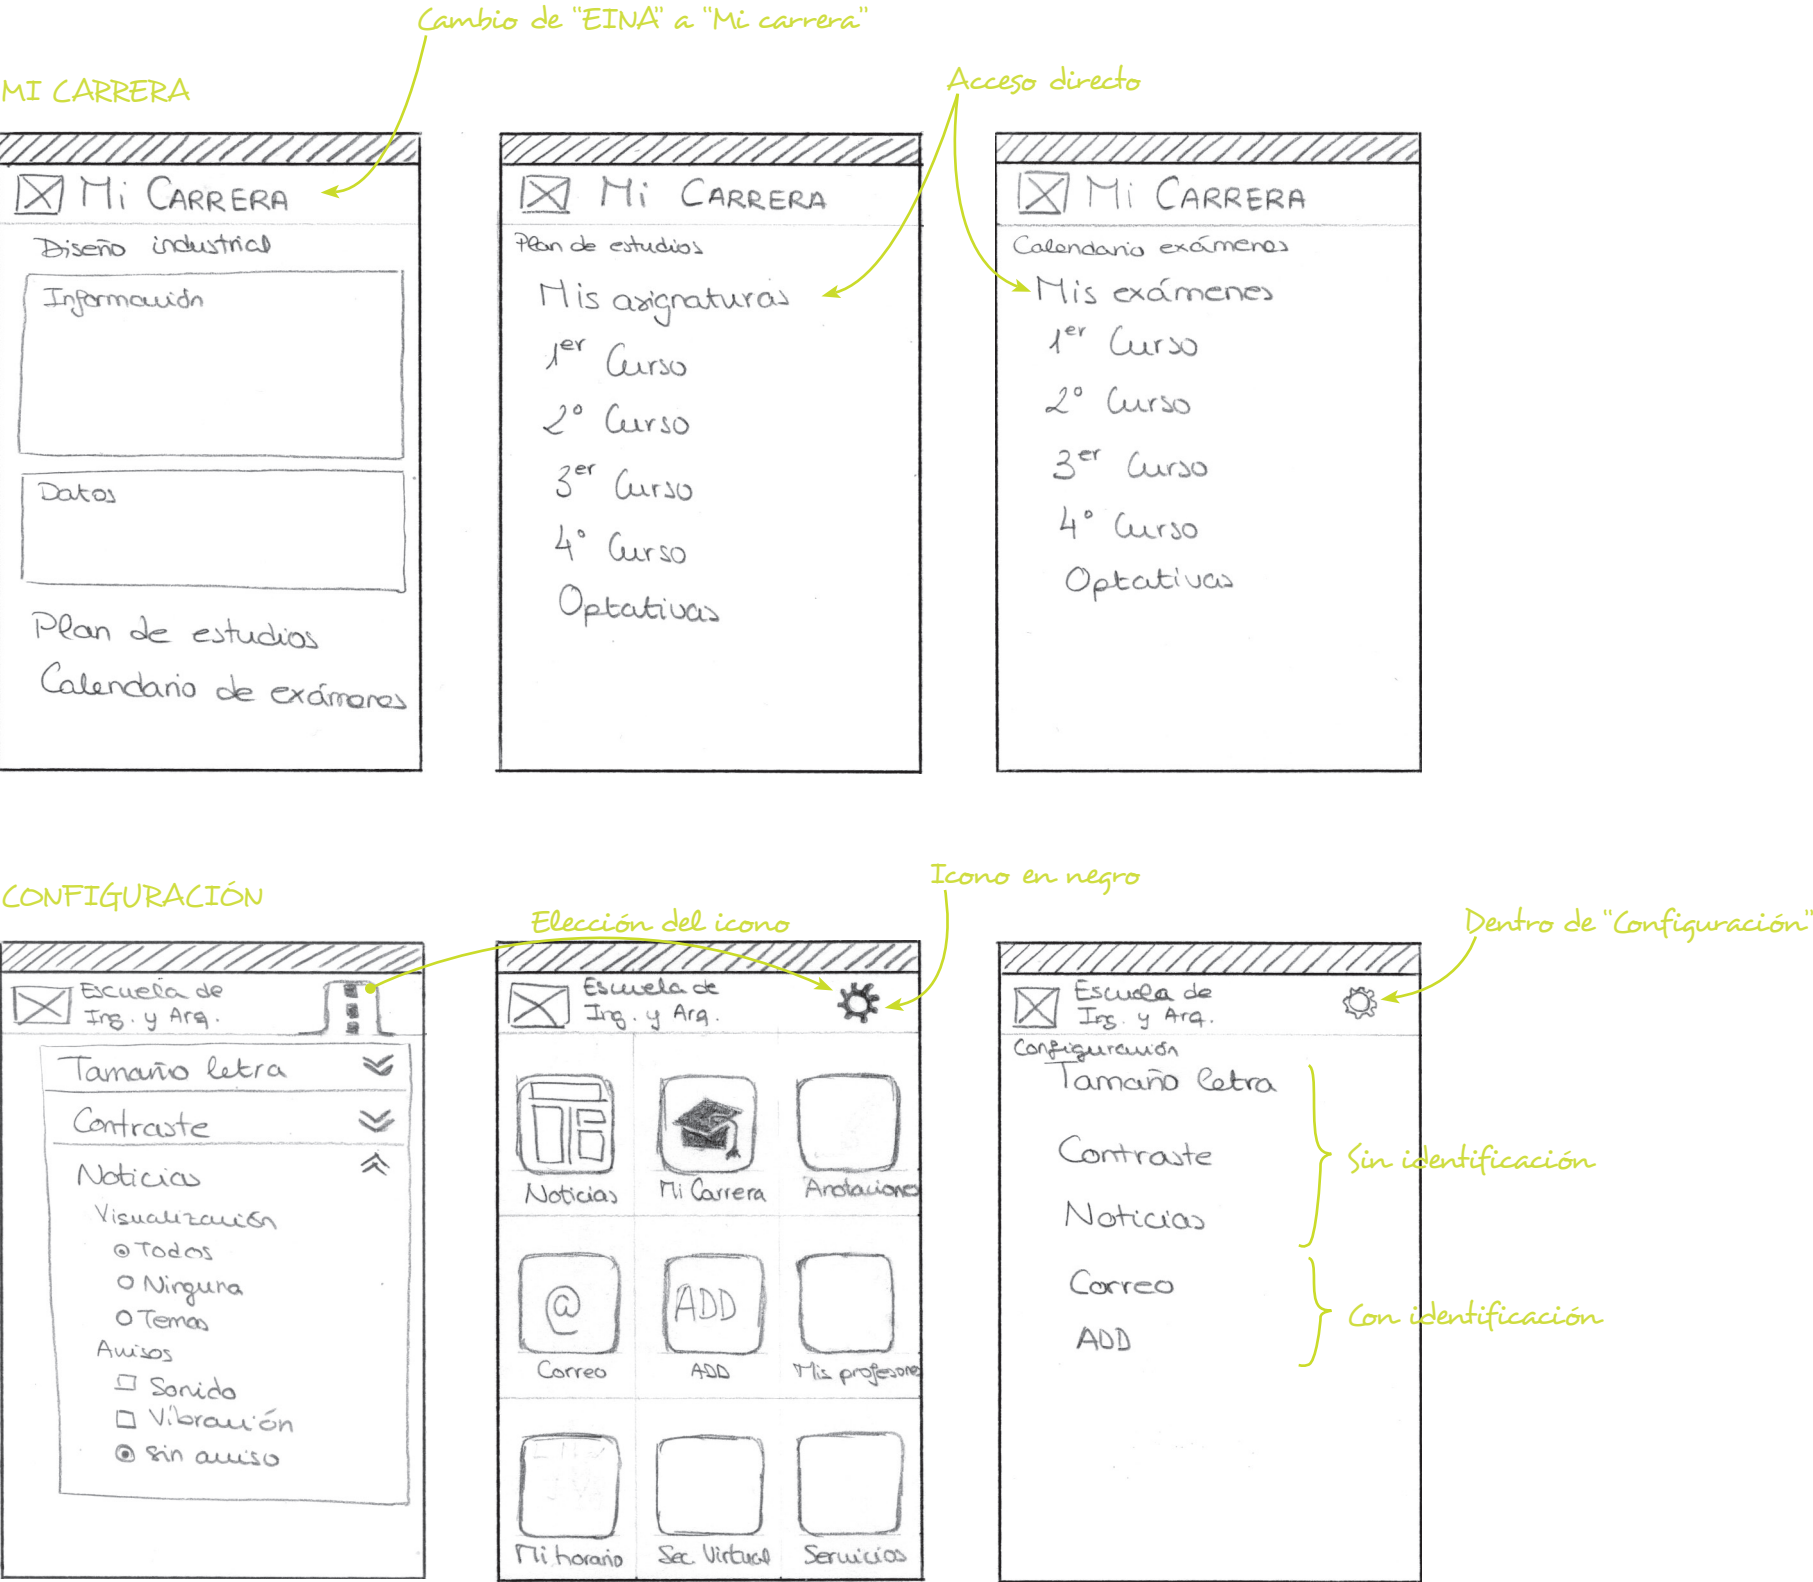 Cambio de "EINA" a "Mi carrera"
MI CARRERA
Acceso directo
Mi CARRERA
Diseño industrial
Información
Datos
Plan de estudios
Calendario de exámenes
Mi CARRERA
Plan de estudios
Mis asignaturas
1er Curso
2º Curso
3er Curso
4º Curso
Optativas
Mi CARRERA
Calendario exámenes
Mis exámenes
1er Curso
2º Curso
3er Curso
4º Curso
Optativas
CONFIGURACIÓN
Elección del icono
Icono en negro
Dentro de "Configuración"
Escuela de
Ing. y Arq.
Tamaño letra
Contraste
Noticias
Visualización
Todos
Ninguna
Temas
Avisos
Sonido
Vibración
Sin aviso
Escuela de
Ing. y Arq.
Noticias
Mi Carrera
Anotaciones
@
ADD
Correo
ADD
Mis profesores
Mi horario
Sec. Virtual
Servicios
Escuela de
Ing. y Arq.
Configuración
Tamaño letra
Contraste
Noticias
Sin identificación
Correo
ADD
Con identificación